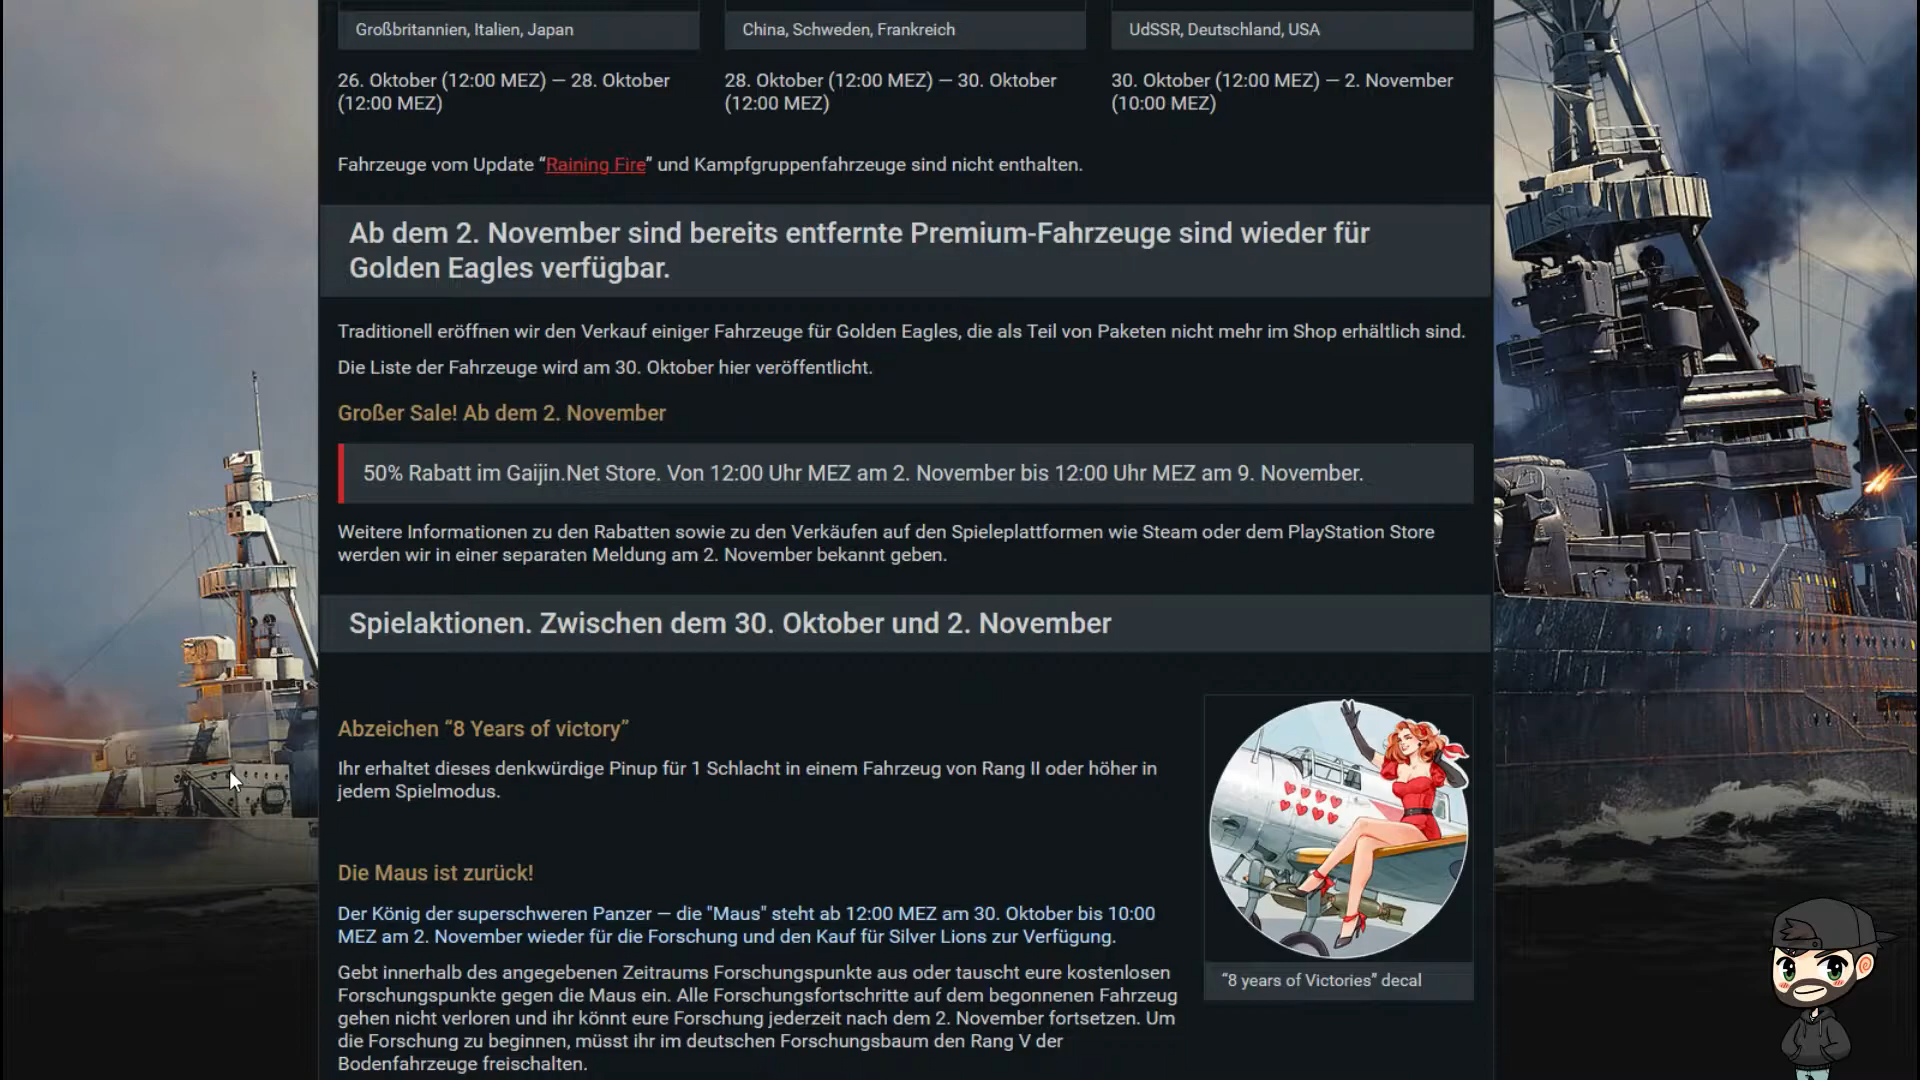 Großbritannien, Italien, Japan
China, Schweden, Frankreich
UdSSR, Deutschland, USA
26. Oktober (12:00 MEZ) — 28. Oktober
(12:00 MEZ)
28. Oktober (12:00 MEZ) — 30. Oktober
(12:00 MEZ)
30. Oktober (12:00 MEZ) — 2. November
(10:00 MEZ)
Fahrzeuge vom Update “Raining Fire” und Kampfgruppenfahrzeuge sind nicht enthalten.
Ab dem 2. November sind bereits entfernte Premium-Fahrzeuge sind wieder für
Golden Eagles verfügbar.
Traditionell eröffnen wir den Verkauf einiger Fahrzeuge für Golden Eagles, die als Teil von Paketen nicht mehr im Shop erhältlich sind.
Die Liste der Fahrzeuge wird am 30. Oktober hier veröffentlicht.
Großer Sale! Ab dem 2. November
50% Rabatt im Gaijin.Net Store. Von 12:00 Uhr MEZ am 2. November bis 12:00 Uhr MEZ am 9. November.
Weitere Informationen zu den Rabatten sowie zu den Verkäufen auf den Spieleplattformen wie Steam oder dem PlayStation Store
werden wir in einer separaten Meldung am 2. November bekannt geben.
Spielaktionen. Zwischen dem 30. Oktober und 2. November
Abzeichen “8 Years of victory”
Ihr erhaltet dieses denkwürdige Pinup für 1 Schlacht in einem Fahrzeug von Rang II oder höher in
jedem Spielmodus.
Die Maus ist zurück!
Der König der superschweren Panzer — die "Maus" steht ab 12:00 MEZ am 30. Oktober bis 10:00
MEZ am 2. November wieder für die Forschung und den Kauf für Silver Lions zur Verfügung.
Gebt innerhalb des angegebenen Zeitraums Forschungspunkte aus oder tauscht eure kostenlosen
Forschungspunkte gegen die Maus ein. Alle Forschungsfortschritte auf dem begonnenen Fahrzeug
gehen nicht verloren und ihr könnt eure Forschung jederzeit nach dem 2. November fortsetzen. Um
die Forschung zu beginnen, müsst ihr im deutschen Forschungsbaum den Rang V der
Bodenfahrzeuge freischalten.
“8 years of Victories” decal